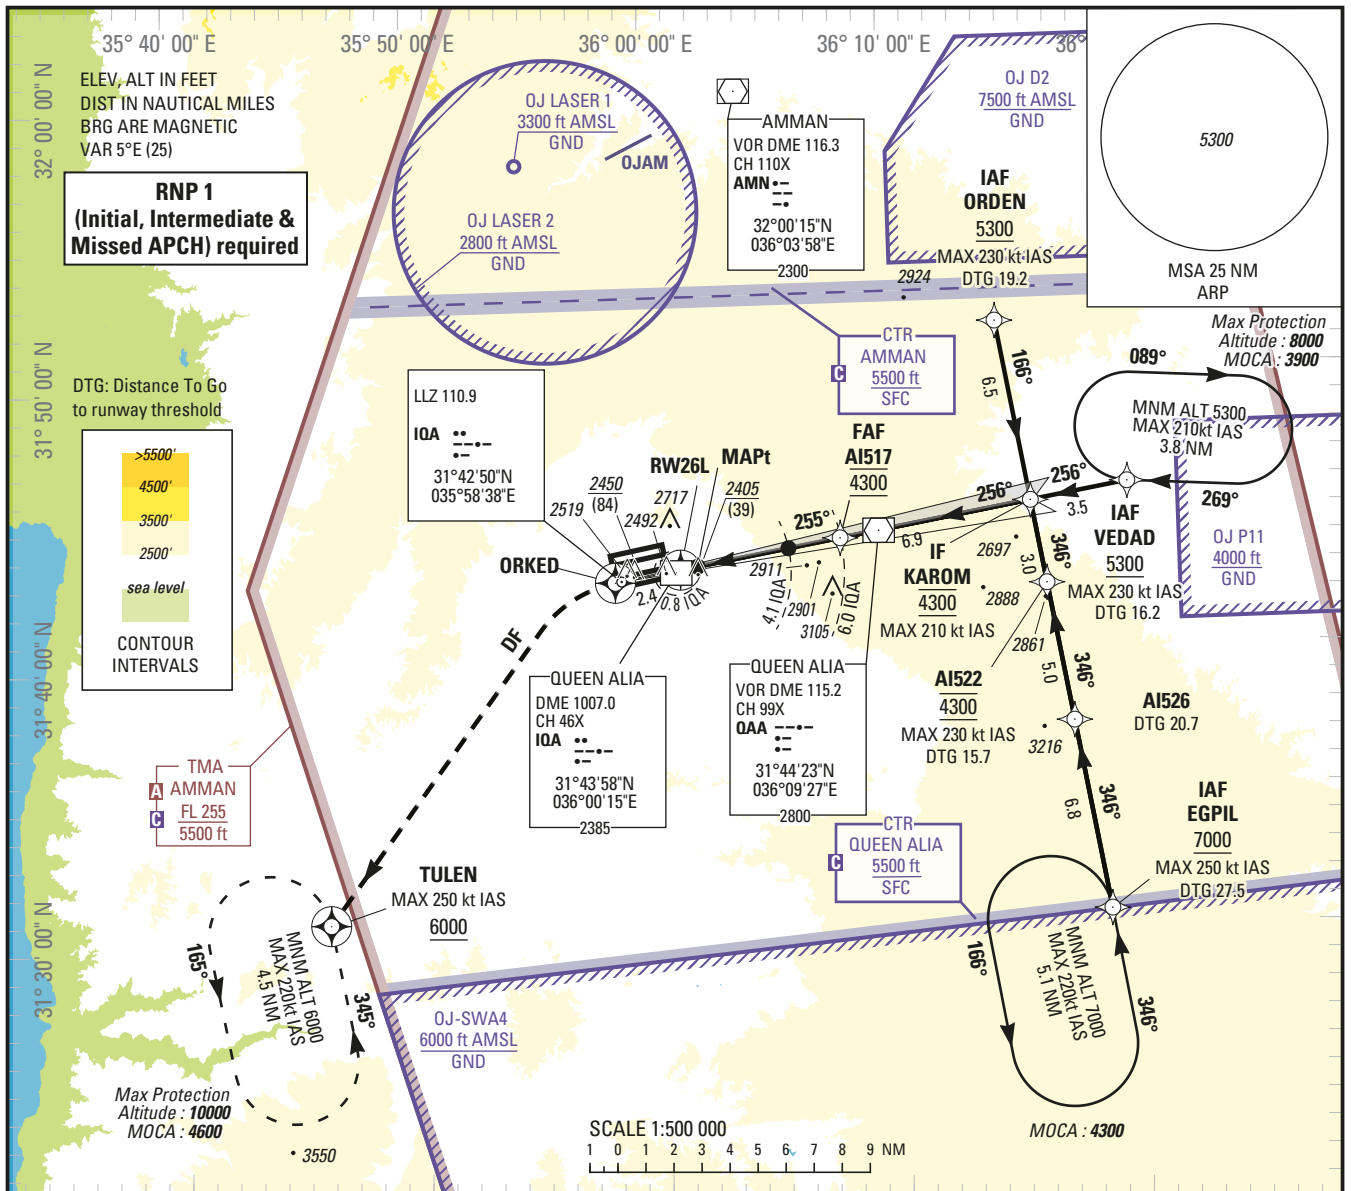 35° 40' 00" E
35° 50' 00" E
36° 00' 00" E
36° 10' 00" E
36°
32° 00' 00" N
31° 50' 00" N
31° 40' 00" N
31° 30' 00" N
ELEV, ALT IN FEET
DIST IN NAUTICAL MILES
BRG ARE MAGNETIC
VAR 5°E (25)
RNP 1
(Initial, Intermediate &
Missed APCH) required
OJ LASER 1
3300 ft AMSL
GND
OJAM
OJ LASER 2
2800 ft AMSL
GND
AMMAN
VOR DME 116.3
CH 110X
AMN
32°00'15"N
036°03'58"E
2300
OJ D2
7500 ft AMSL
GND
IAF
ORDEN
5300
MAX 230 kt IAS
DTG 19.2
2924
5300
MSA 25 NM
ARP
Max Protection
Altitude : 8000
MOCA : 3900
CTR
AMMAN
C
5500 ft
SFC
166°
6.5
089°
MNM ALT 5300
MAX 210kt IAS
3.8 NM
269°
DTG: Distance To Go
to runway threshold
>5500'
4500'
3500'
2500'
sea level
CONTOUR
INTERVALS
LLZ 110.9
IQA
31°42'50"N
035°58'38"E
RW26L
MAPt
FAF
AI517
4300
2450
(84)
2717
2405
(39)
2519
2492
255°
256°
256°
3.5
6.9
IAF
VEDAD
5300
MAX 230 kt IAS
DTG 16.2
OJ P11
4000 ft
GND
ORKED
2.4
0.8 IQA
2911
4.1 IQA
2901
3105
6.0 IQA
IF
KAROM
4300
MAX 210 kt IAS
2697
2888
346°
3.0
2861
DF
QUEEN ALIA
DME 1007.0
CH 46X
IQA
31°43'58"N
036°00'15"E
2385
QUEEN ALIA
VOR DME 115.2
CH 99X
QAA
31°44'23"N
036°09'27"E
2800
AI522
4300
MAX 230 kt IAS
DTG 15.7
346°
5.0
AI526
DTG 20.7
3216
TMA
A
AMMAN
C
FL 255
5500 ft
346°
6.8
IAF
EGPIL
7000
MAX 250 kt IAS
DTG 27.5
CTR
QUEEN ALIA
C
5500 ft
SFC
TULEN
MAX 250 kt IAS
6000
165°
MNM ALT 6000
MAX 220kt IAS
4.5 NM
345°
OJ-SWA4
6000 ft AMSL
GND
166°
MNM ALT 7000
MAX 220kt IAS
5.1 NM
346°
Max Protection
Altitude : 10000
MOCA : 4600
3550
MOCA : 4300
SCALE 1:500 000
1 0 1 2 3 4 5 6 7 8 9 NM